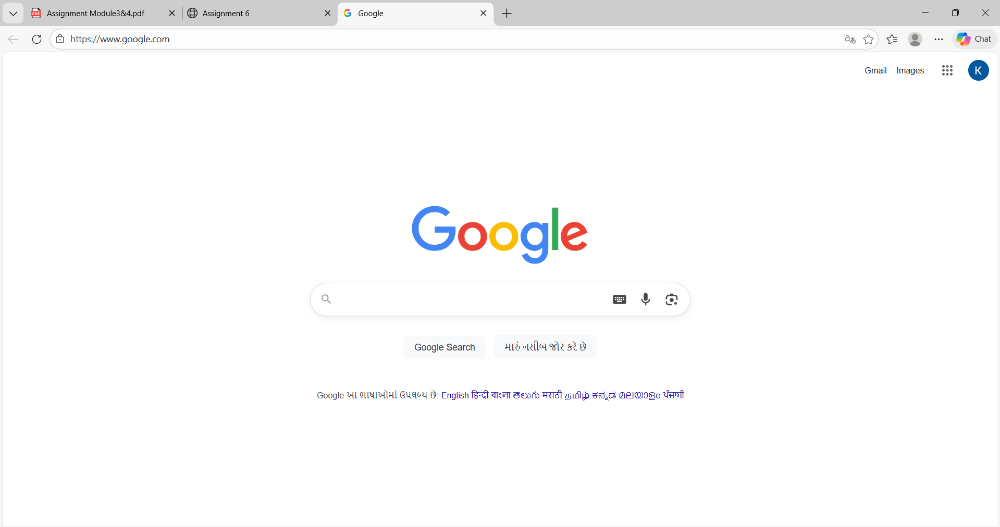 Assignment Module3&4.pdf
Assignment 6
Google
https://www.google.com
Chat
Gmail Images
K
Google
Google Search
મારું નસીબ જોર કરે છે
Google આ ભાષાઓમાં ઉપલબ્ધ છે: English हिन्दी বাংলা తెలుగు मराठी தமிழ் ಕನ್ನಡ മലയാളം ਪੰਜਾਬੀ